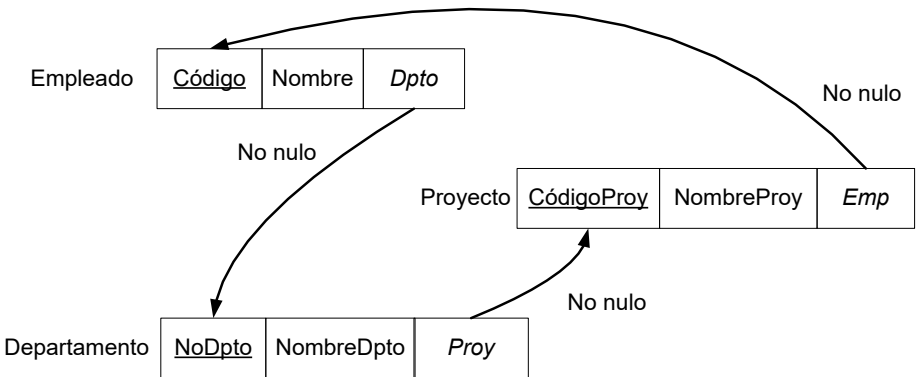 Empleado Código Nombre Dpto
No nulo
No nulo
Proyecto CódigoProy NombreProy Emp
No nulo
Departamento NoDpto NombreDpto Proy